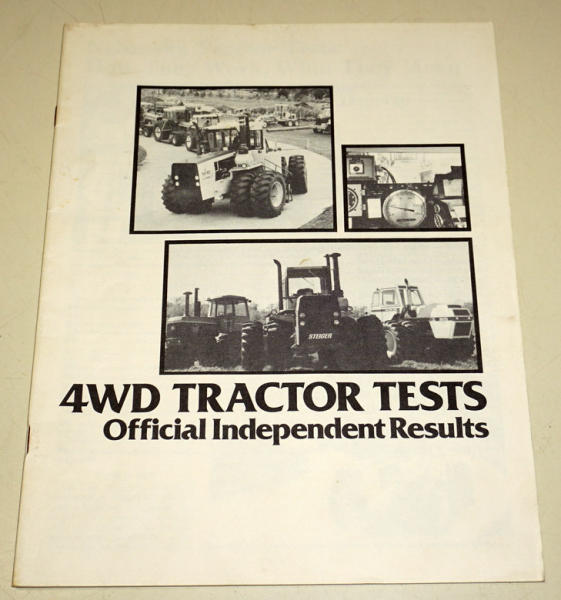 STEIGER
4WD TRACTOR TESTS
Official Independent Results